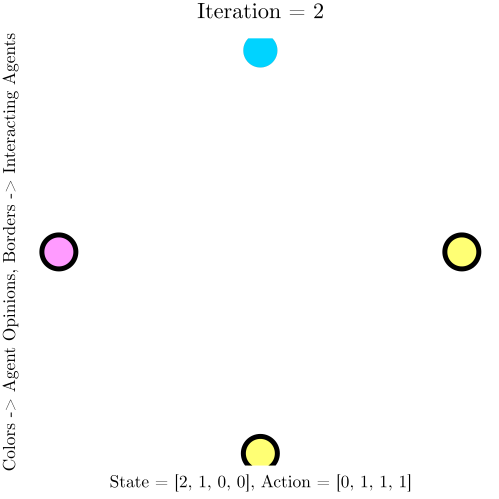 Iteration = 2
Colors -> Agent Opinions, Borders -> Interacting Agents
State = [2, 1, 0, 0], Action = [0, 1, 1, 1]